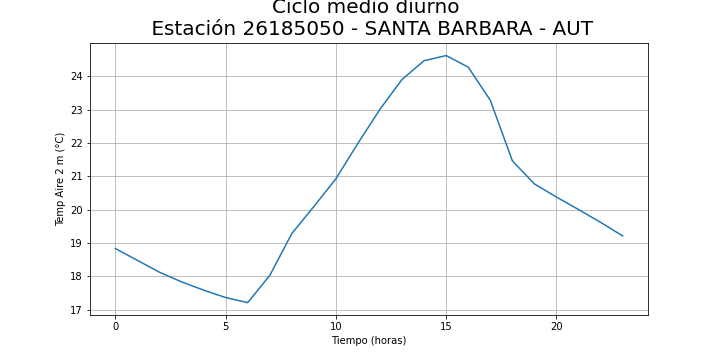 Ciclo medio diurno
Estación 26185050 - SANTA BARBARA - AUT
Temp Aire 2 m (°C)
24
23
22
21
20
19
18
17
0 5 10 15 20
Tiempo (horas)